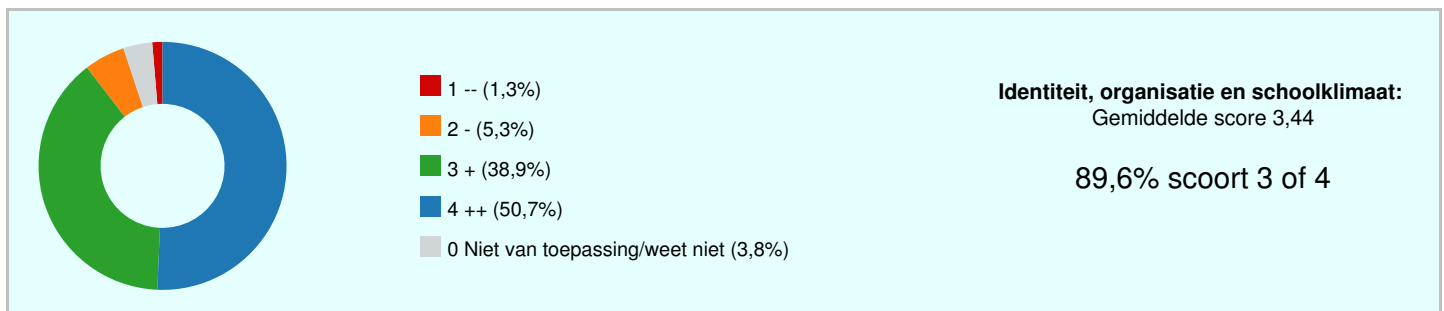 1 -- (1,3%)
2 - (5,3%)
3 + (38,9%)
4 ++ (50,7%)
0 Niet van toepassing/weet niet (3,8%)
Identiteit, organisatie en schoolklimaat:
Gemiddelde score 3,44
89,6% scoort 3 of 4